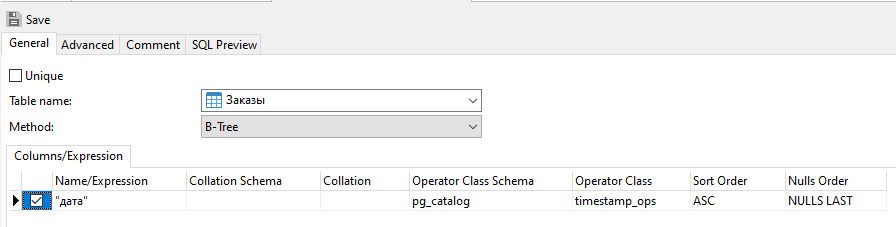 Save
General Advanced Comment SQL Preview
Unique
Table name: Заказы
Method: B-Tree
Columns/Expression
Name/Expression Collation Schema Collation Operator Class Schema Operator Class Sort Order Nulls Order
"дата" pg_catalog timestamp_ops ASC NULLS LAST